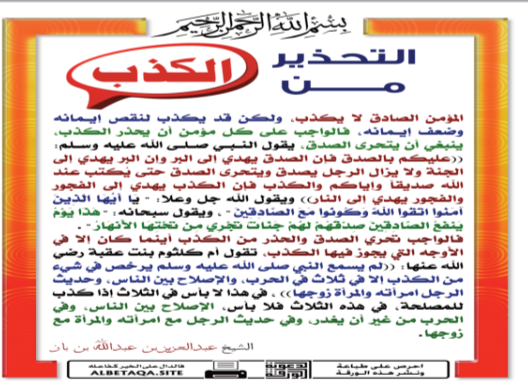 بسم الله الرحمن الرحيم
التحذير
من
الكذب
المؤمن الصادق لا يكذب، ولكن قد يكذب لنقص إيمانه
وضعف إيمانه، فالواجب على كل مؤمن أن يحذر الكذب،
ينبغي أن يتحرى الصدق، يقول النبي صلى الله عليه وسلم:
((عليكم بالصدق فإن الصدق يهدي إلى البر وإن البر يهدي إلى
الجنة ولا يزال الرجل يصدق ويتحرى الصدق حتى يُكتب عند
الله صديقاً وإياكم والكذب فإن الكذب يهدي إلى الفجور
والفجور يهدي إلى النار)) ويقول الله جل وعلا: - يا أيها الذين
آمنوا اتقوا الله وكونوا مع الصادقين - ، ويقول سبحانه: - هذا يوم
ينفع الصادقين صدقهم لهم جنات تجري من تحتها الأنهار - .
فالواجب تحري الصدق والحذر من الكذب أينما كان إلا في
الأوجه التي يجوز فيها الكذب، تقول أم كلثوم بنت عقبة رضي
الله عنها: ((لم يسمع النبي صلى الله عليه وسلم يرخص في شيء
من الكذب إلا في ثلاث في الحرب، والإصلاح بين الناس، وحديث
الرجل امرأته والمرأة زوجها))، في هذا لا بأس في الثلاث إذا كذب
للمصلحة، في هذه الثلاث فلا بأس، الإصلاح بين الناس، وفي
الحرب من غير أن يغدر، وفي حديث الرجل مع امرأته والمرأة مع
زوجها.
الشيخ عبدالعزيز بن عبدالله بن باز
فالدال على الخير كفاعله
ALBETAQA.SITE
احرص على طباعة
ونشر هذه الورقة